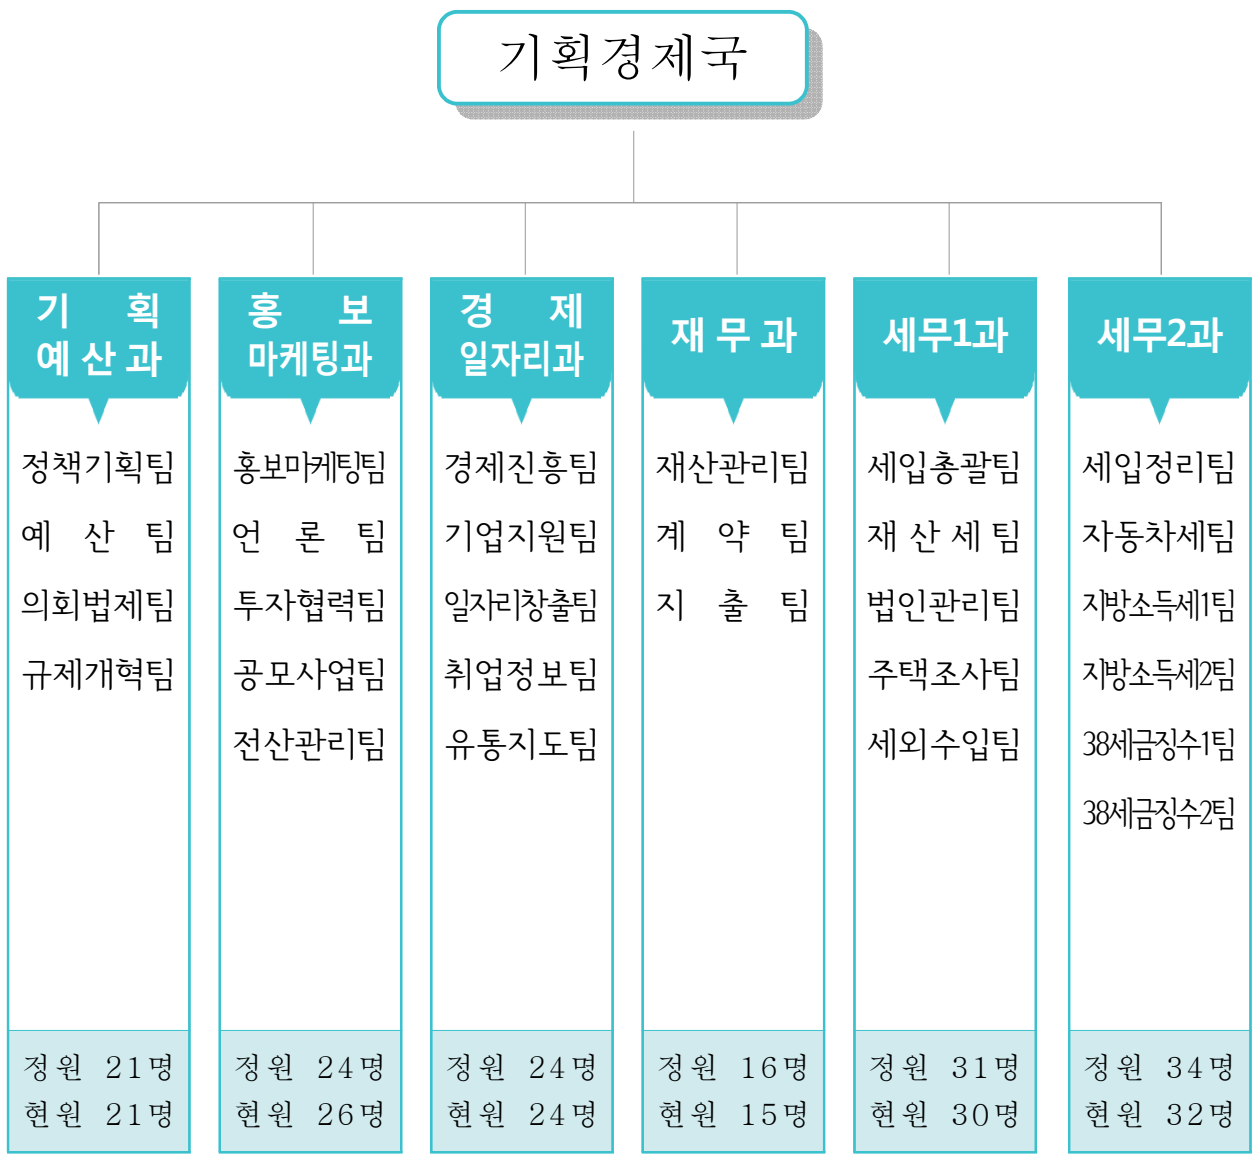 기획경제국
기 획
예 산 과
정책기획팀
예 산 팀
의회법제팀
규제개혁팀
정원 21명
현원 21명
홍 보
마케팅과
홍보마케팅팀
언 론 팀
투자협력팀
공모사업팀
전산관리팀
정원 24명
현원 26명
경 제
일자리과
경제진흥팀
기업지원팀
일자리창출팀
취업정보팀
유통지도팀
정원 24명
현원 24명
재 무 과
재산관리팀
계 약 팀
지 출 팀
정원 16명
현원 15명
세무1과
세입총괄팀
재 산 세 팀
법인관리팀
주택조사팀
세외수입팀
정원 31명
현원 30명
세무2과
세입정리팀
자동차세팀
지방소득세1팀
지방소득세2팀
38세금징수1팀
38세금징수2팀
정원 34명
현원 32명